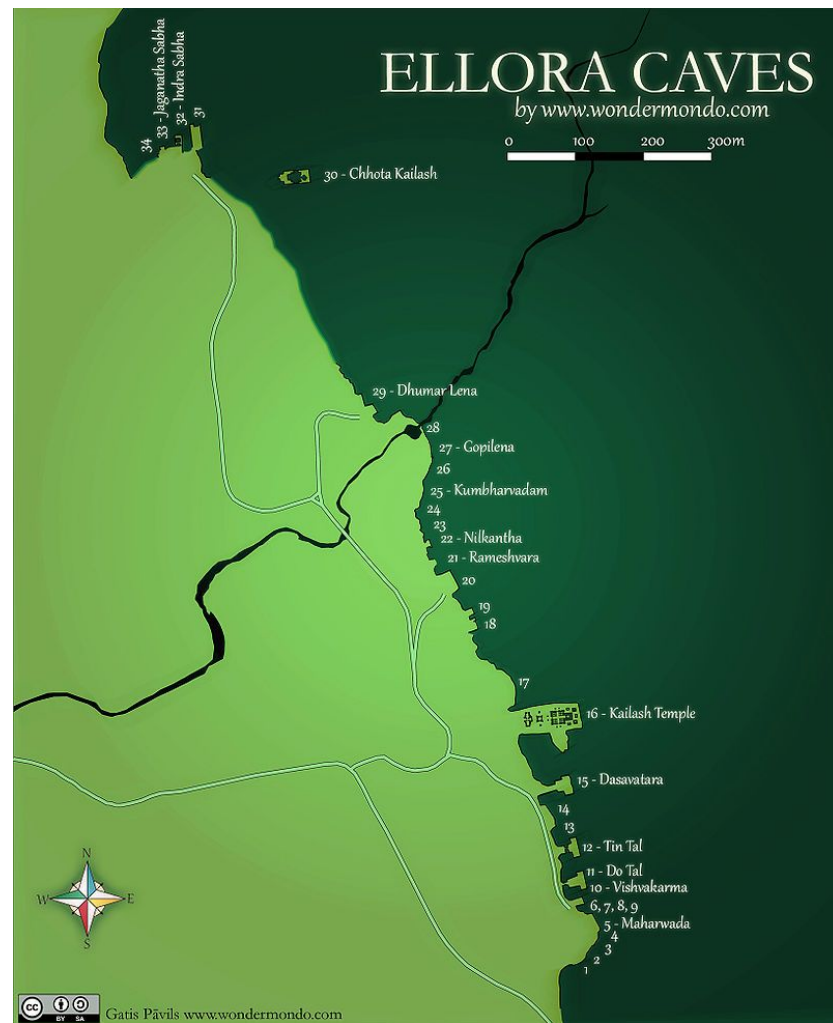 ELLORA CAVES
by www.wondermondo.com
0 100 200 300m
34
33 - Jaganatha Sabha
32 - Indra Sabha
31
30 - Chhota Kailash
29 - Dhumar Lena
28
27 - Gopilena
26
25 - Kumbharvadam
24
23
22 - Nilkantha
21 - Rameshvara
20
19
18
17
16 - Kailash Temple
15 - Dasavatara
14
13
12 - Tin Tal
11 - Do Tal
10 - Vishvakarma
6, 7, 8, 9
5 - Maharwada
4
3
2
1
N
W E
S
cc BY SA
Gatis Pāvils www.wondermondo.com